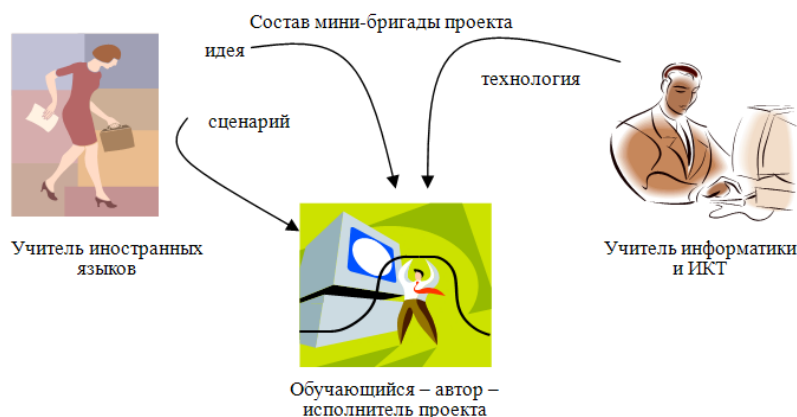 Состав мини-бригады проекта
идея
технология
сценарий
Учитель иностранных
языков
Учитель информатики
и ИКТ
Обучающийся – автор –
исполнитель проекта